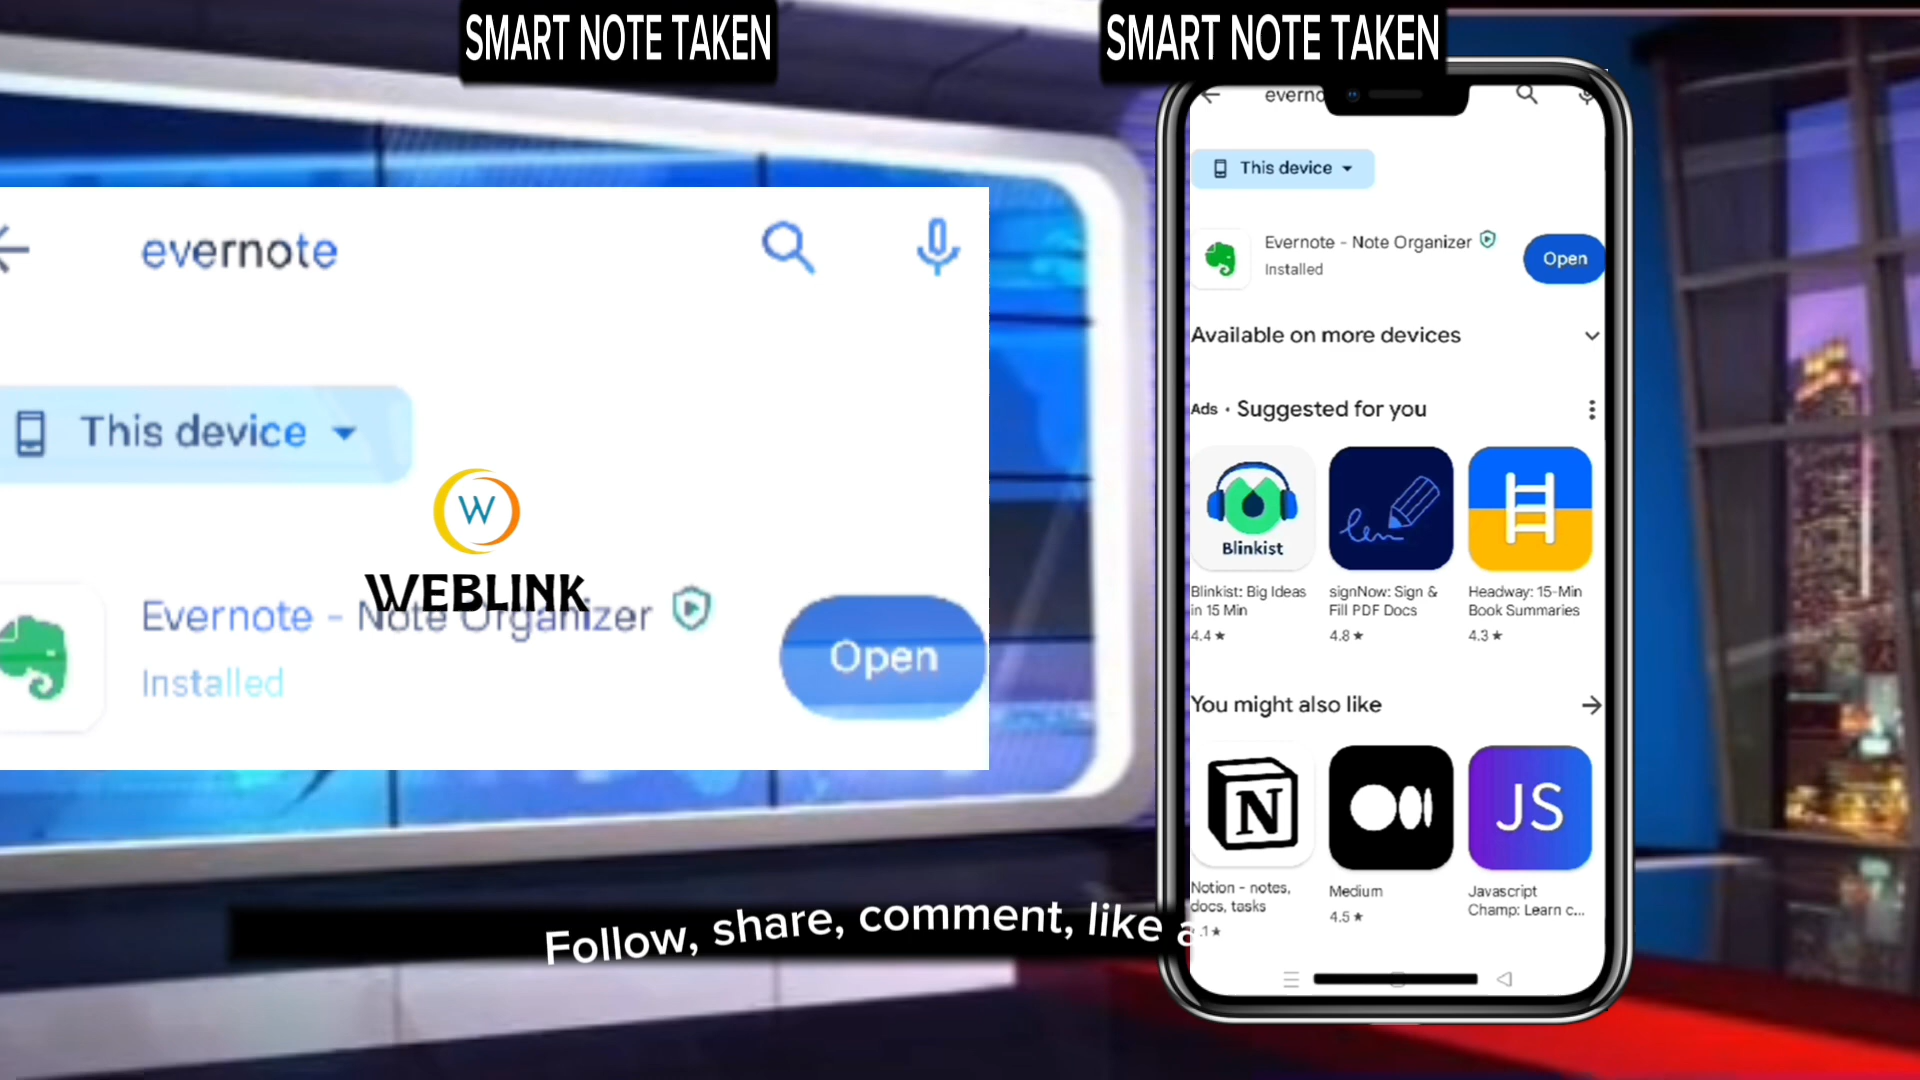 SMART NOTE TAKEN
SMART NOTE TAKEN
evernote
This device
W
WEBLINK
Evernote - Note Organizer
Installed
Open
This device
Evernote - Note Organizer
Installed
Open
Available on more devices
Ads • Suggested for you
Blinkist
Blinkist: Big Ideas
in 15 Min
4.4 ★
signNow: Sign &
Fill PDF Docs
4.8 ★
Headway: 15-Min
Book Summaries
4.3 ★
You might also like
N
JS
Notion - notes,
docs, tasks
Medium
4.5 ★
Javascript
Champ: Learn c...
Follow, share, comment, like